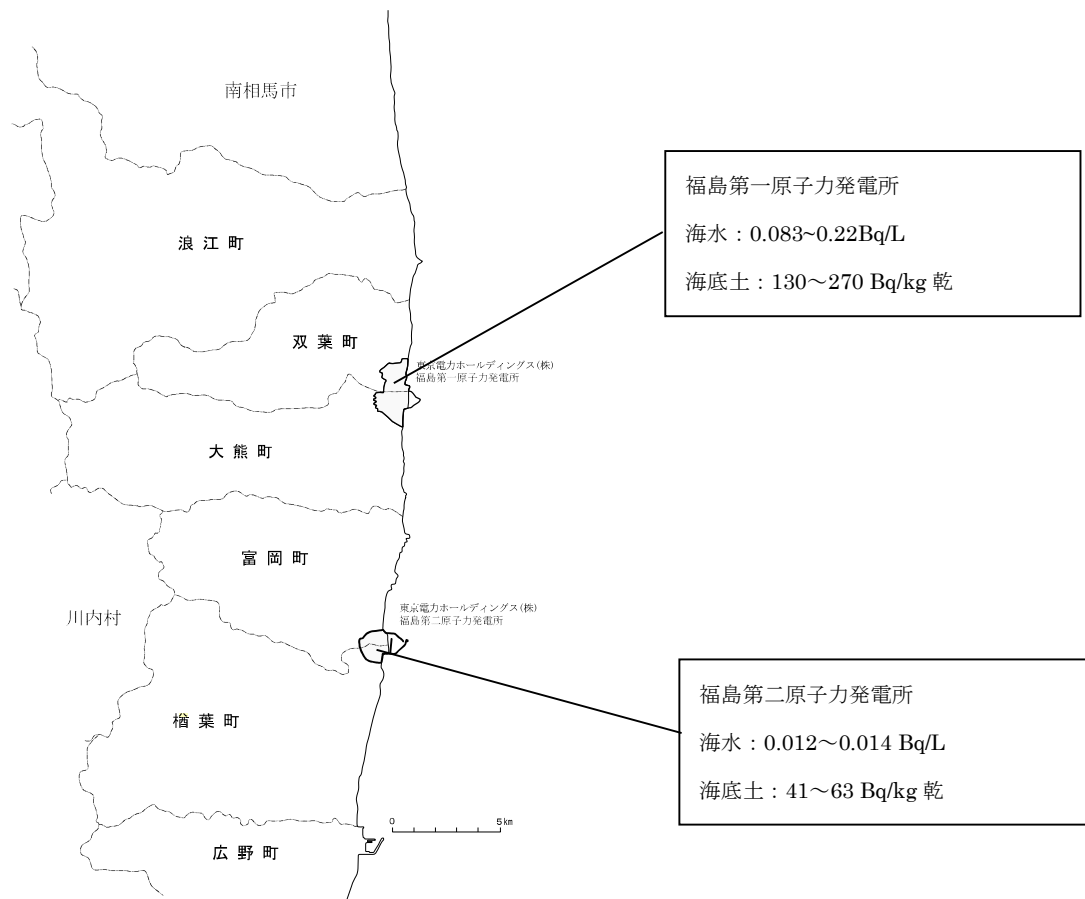 南相馬市
福島第一原子力発電所
海水：0.083~0.22Bq/L
海底土：130～270 Bq/kg 乾
浪江町
双葉町
東京電力ホールディングス(株)
福島第一原子力発電所
大熊町
富岡町
川内村
東京電力ホールディングス(株)
福島第二原子力発電所
福島第二原子力発電所
海水：0.012～0.014 Bq/L
海底土：41～63 Bq/kg 乾
楢葉町
0 5km
広野町